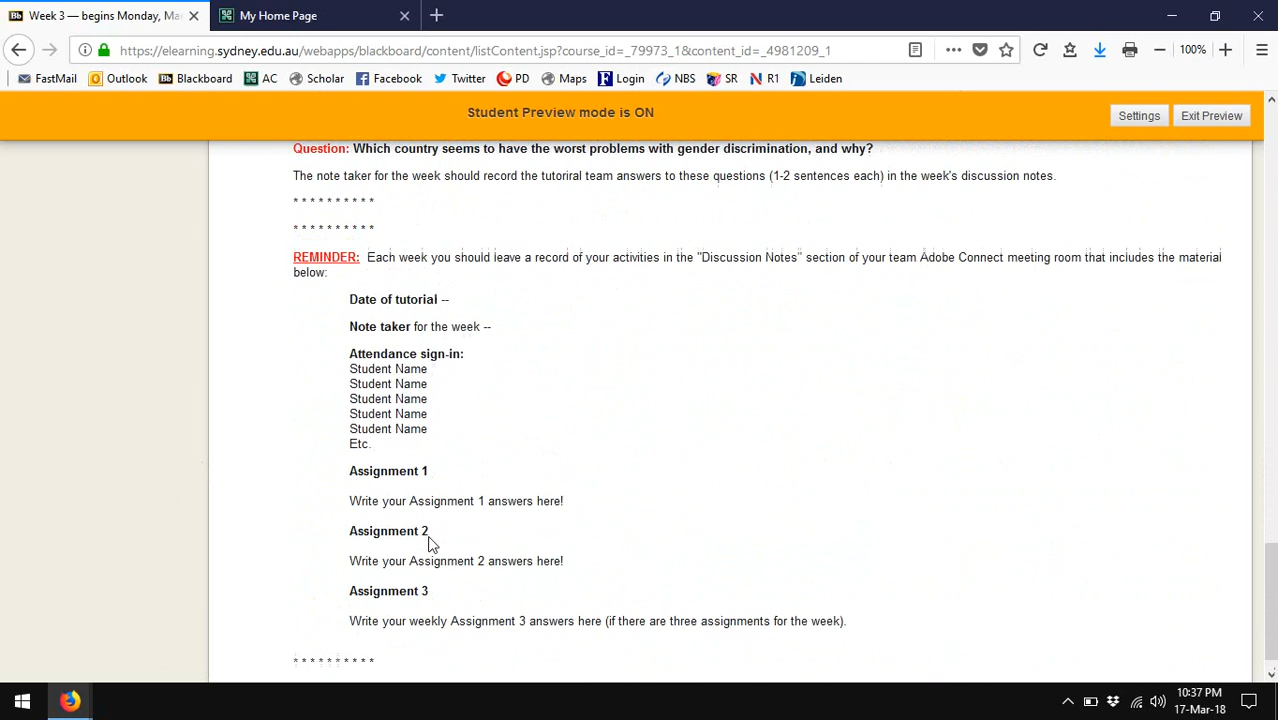 Week 3 — begins Monday, Ma
My Home Page
https://elearning.sydney.edu.au/webapps/blackboard/content/listContent.jsp?course_id=_79973_1&content_id=_4981209_1
100%
FastMail Outlook Bb Blackboard AC Scholar Facebook Twitter PD Maps Login NBS SR R1 Leiden
Student Preview mode is ON
Settings Exit Preview
Question: Which country seems to have the worst problems with gender discrimination, and why?
The note taker for the week should record the tutoriral team answers to these questions (1-2 sentences each) in the week's discussion notes.
* * * * * * * * * *
* * * * * * * * * *
REMINDER: Each week you should leave a record of your activities in the "Discussion Notes" section of your team Adobe Connect meeting room that includes the material
below:
Date of tutorial --
Note taker for the week --
Attendance sign-in:
Student Name
Student Name
Student Name
Student Name
Student Name
Etc.
Assignment 1
Write your Assignment 1 answers here!
Assignment 2
Write your Assignment 2 answers here!
Assignment 3
Write your weekly Assignment 3 answers here (if there are three assignments for the week).
* * * * * * * * * *
10:37 PM
17-Mar-18